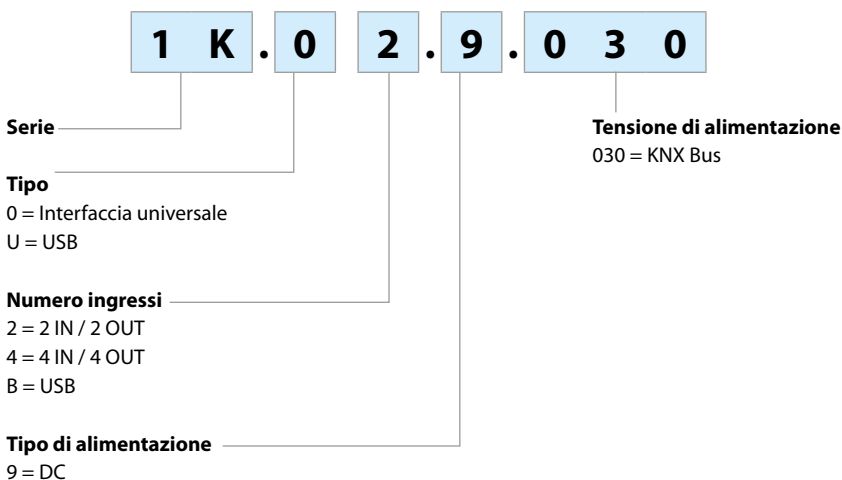 1 K . 0 2 . 9 . 0 3 0
Serie
Tipo
0 = Interfaccia universale
U = USB
Numero ingressi
2 = 2 IN / 2 OUT
4 = 4 IN / 4 OUT
B = USB
Tipo di alimentazione
9 = DC
Tensione di alimentazione
030 = KNX Bus